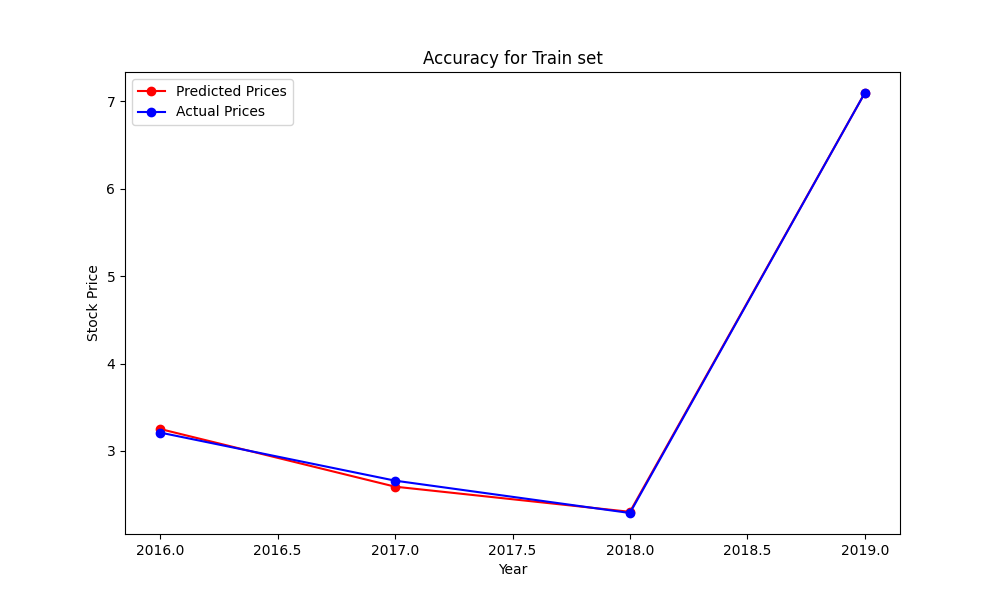 Accuracy for Train set
Predicted Prices
Actual Prices
7
6
5
4
3
Stock Price
2016.0
2016.5
2017.0
2017.5
2018.0
2018.5
2019.0
Year